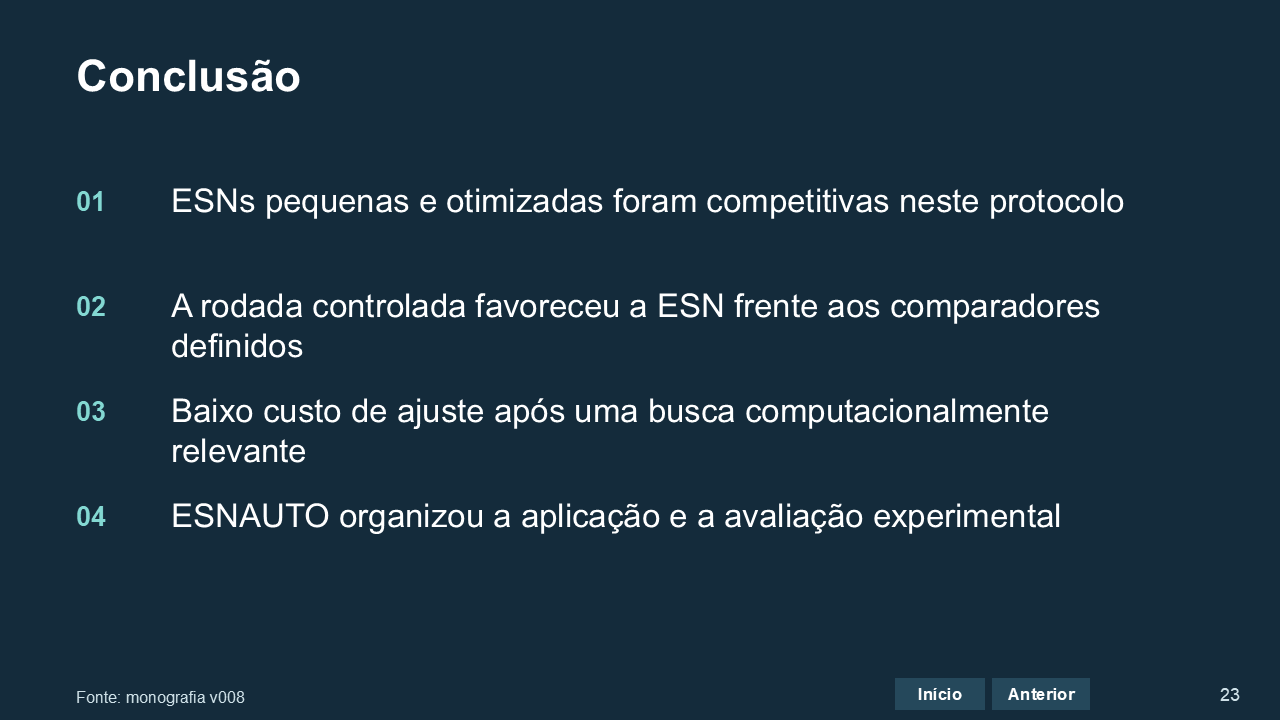 Conclusão
01 ESNs pequenas e otimizadas foram competitivas neste protocolo
02 A rodada controlada favoreceu a ESN frente aos comparadores
definidos
03 Baixo custo de ajuste após uma busca computacionalmente
relevante
04 ESNAUTO organizou a aplicação e a avaliação experimental
Fonte: monografia v008
Início Anterior 23